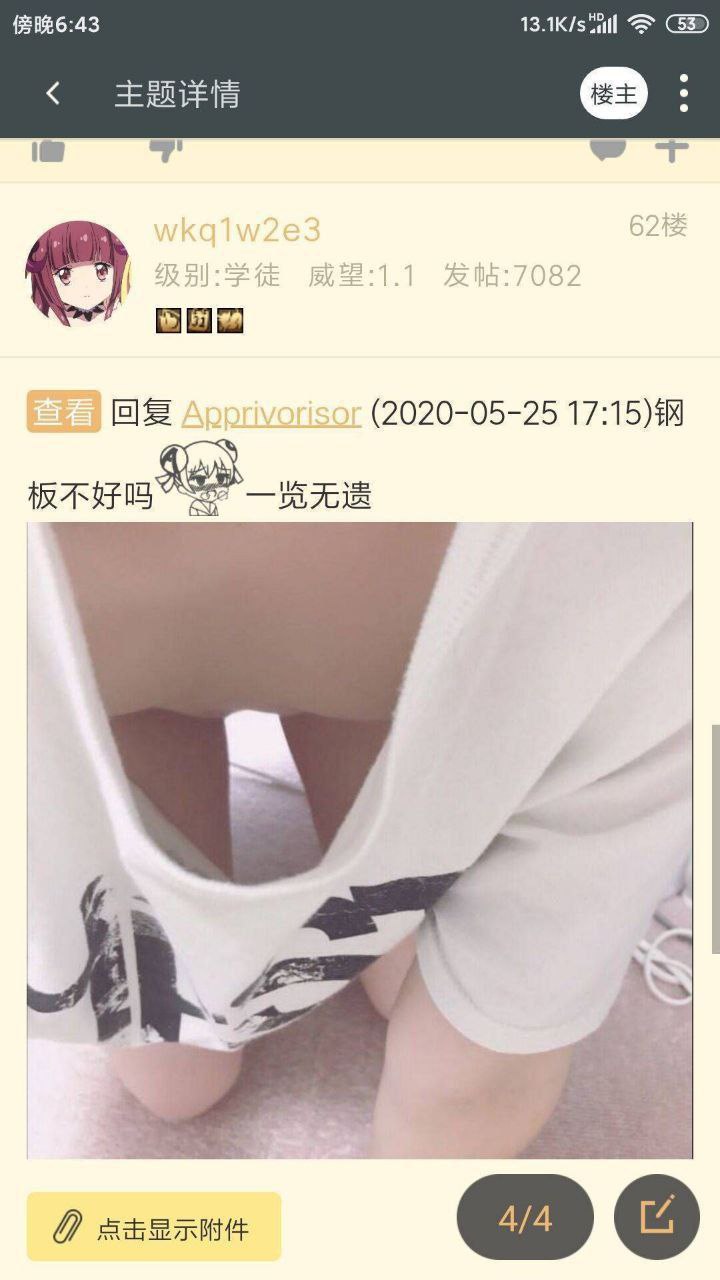 傍晚6:43
13.1K/s HD 53
主题详情
楼主
wkq1w2e3
62楼
级别:学徒 威望:1.1 发帖:7082
查看 回复 Apprivorisor (2020-05-25 17:15)钢
板不好吗 一览无遗
点击显示附件
4/4